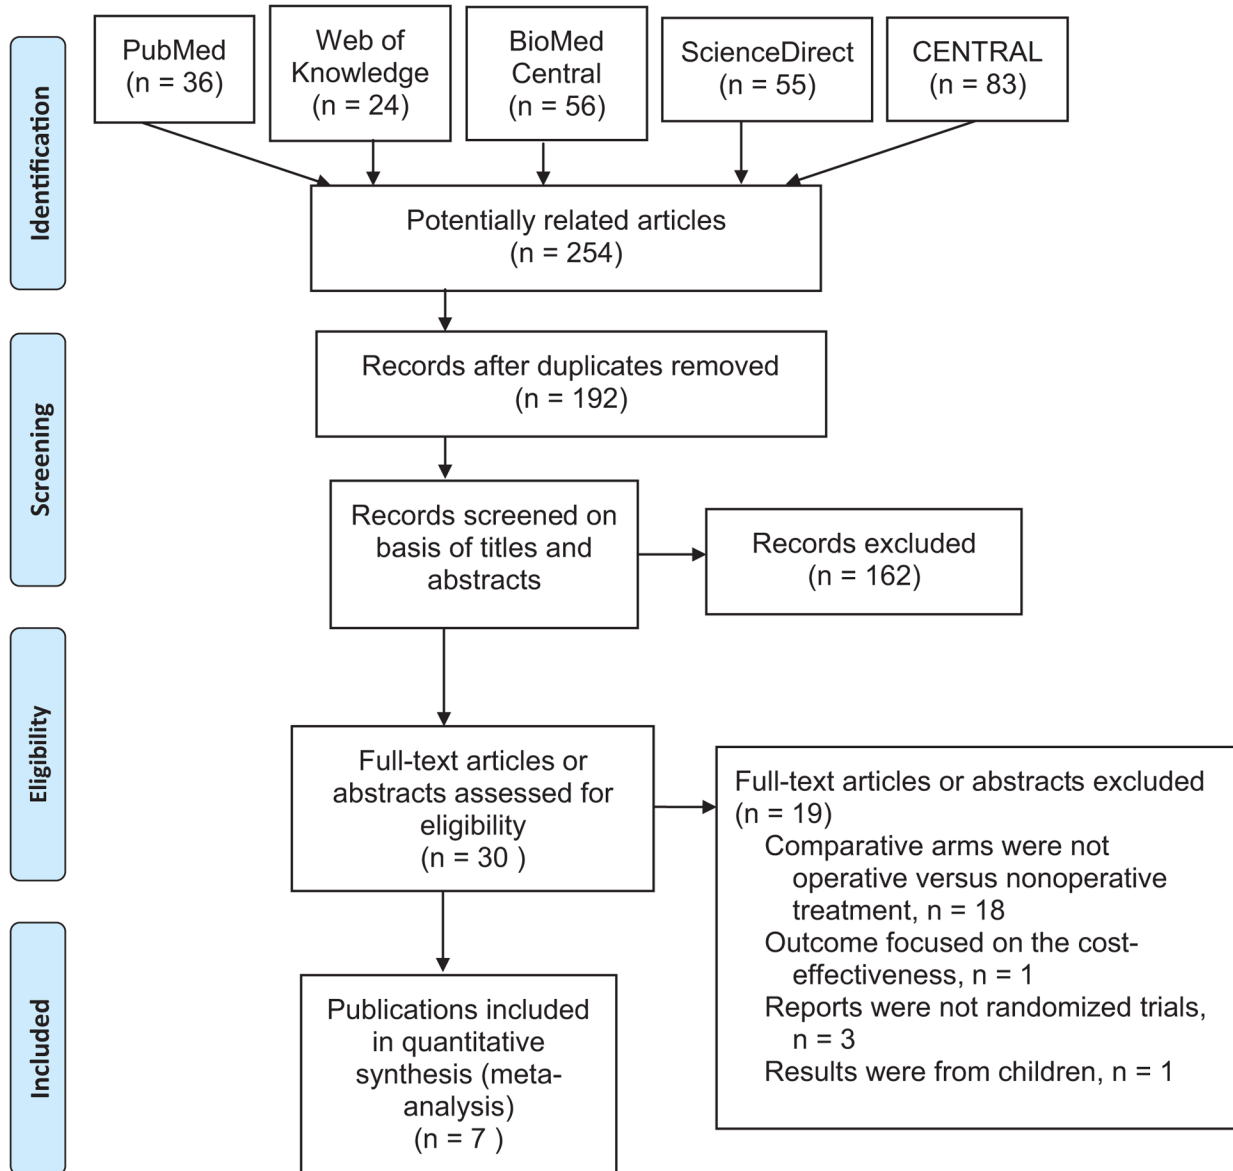 PubMed
(n = 36)
Web of
Knowledge
(n = 24)
BioMed
Central
(n = 56)
ScienceDirect
(n = 55)
CENTRAL
(n = 83)
Identification
Potentially related articles
(n = 254)
Screening
Records after duplicates removed
(n = 192)
Records screened on
basis of titles and
abstracts
Records excluded
(n = 162)
Eligibility
Full-text articles or
abstracts assessed for
eligibility
(n = 30 )
Full-text articles or abstracts excluded
(n = 19)
Comparative arms were not
operative versus nonoperative
treatment, n = 18
Outcome focused on the cost-
effectiveness, n = 1
Reports were not randomized trials,
n = 3
Results were from children, n = 1
Included
Publications included
in quantitative
synthesis (meta-
analysis)
(n = 7 )